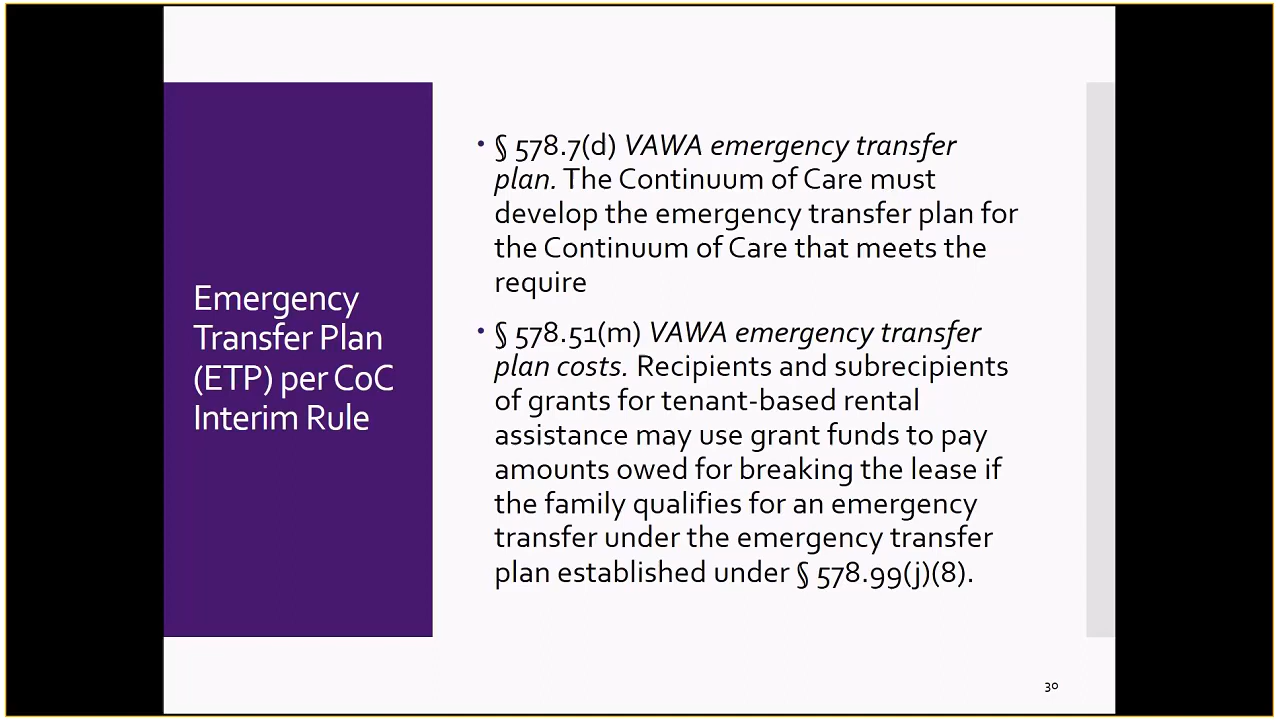 Emergency
Transfer Plan
(ETP) per CoC
Interim Rule
• § 578.7(d) VAWA emergency transfer
plan. The Continuum of Care must
develop the emergency transfer plan for
the Continuum of Care that meets the
require
• § 578.51(m) VAWA emergency transfer
plan costs. Recipients and subrecipients
of grants for tenant-based rental
assistance may use grant funds to pay
amounts owed for breaking the lease if
the family qualifies for an emergency
transfer under the emergency transfer
plan established under § 578.99(j)(8).
30